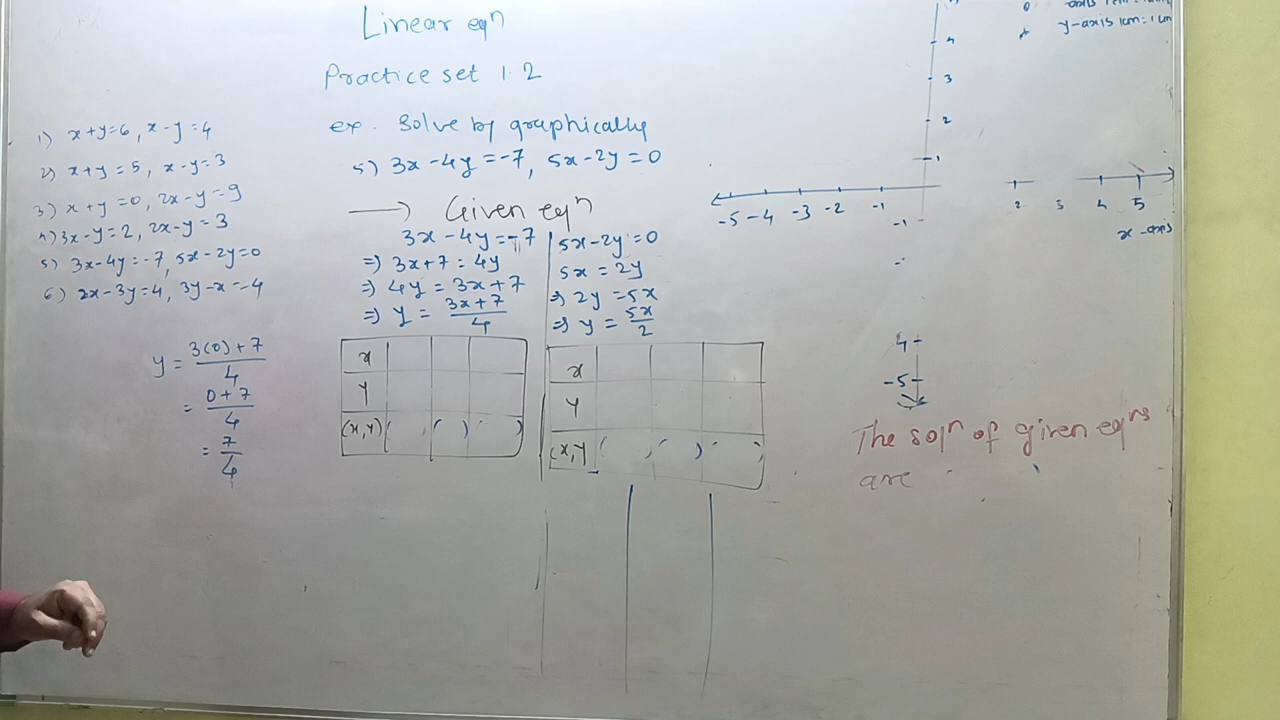 Linear eqn
Practice set 1.2
1) x+y=6, x-y=4
2) x+y=5, x-y=3
3) x+y=0, 2x-y=9
4) 3x-y=2, 2x-y=3
5) 3x-4y=-7, 5x-2y=0
6) 2x-3y=4, 3y-x=-4
y = 3(0)+7/4
= 0+7/4
= 7/4
ex. Solve by graphically
5) 3x-4y=-7, 5x-2y=0
→ Given eqn
3x-4y=-7
⇒ 3x+7=4y
⇒ 4y=3x+7
⇒ y = 3x+7/4
x
y
(x,y) ( , ( ) )
5x-2y=0
5x=2y
⇒ 2y=5x
⇒ y = 5x/2
x
y
(x,y ( , ( ) )
y-axis 1cm:1cm
4
3
2
1
-5 -4 -3 -2 -1 2 3 4 5
x-axis
-1
4
-5
The soln of given eqns
are